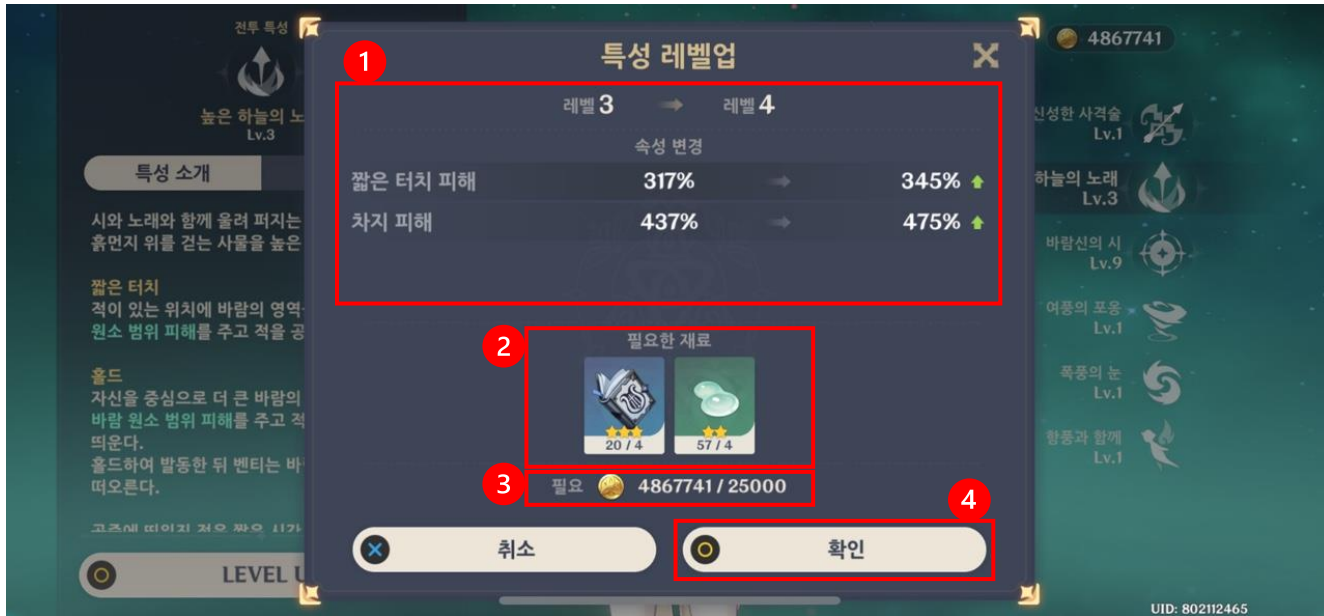 전투 특성
높은 하늘의 노
Lv.3
특성 소개
시와 노래와 함께 울려 퍼지는
흙먼지 위를 걷는 사물을 높은
짧은 터치
적이 있는 위치에 바람의 영역
원소 범위 피해를 주고 적을 공
홀드
자신을 중심으로 더 큰 바람의
바람 원소 범위 피해를 주고 적
띄운다.
홀드하여 발동한 뒤 벤티는 바
떠오른다.
LEVEL U
1
특성 레벨업
레벨 3 레벨 4
속성 변경
짧은 터치 피해 317% 345%
차지 피해 437% 475%
2
필요한 재료
20 / 4 57 / 4
3
필요 4867741 / 25000
4
취소 확인
4867741
신성한 사격술
Lv.1
하늘의 노래
Lv.3
바람신의 시
Lv.9
여풍의 포옹
Lv.1
폭풍의 눈
Lv.1
향풍과 함께
Lv.1
UID: 802112465